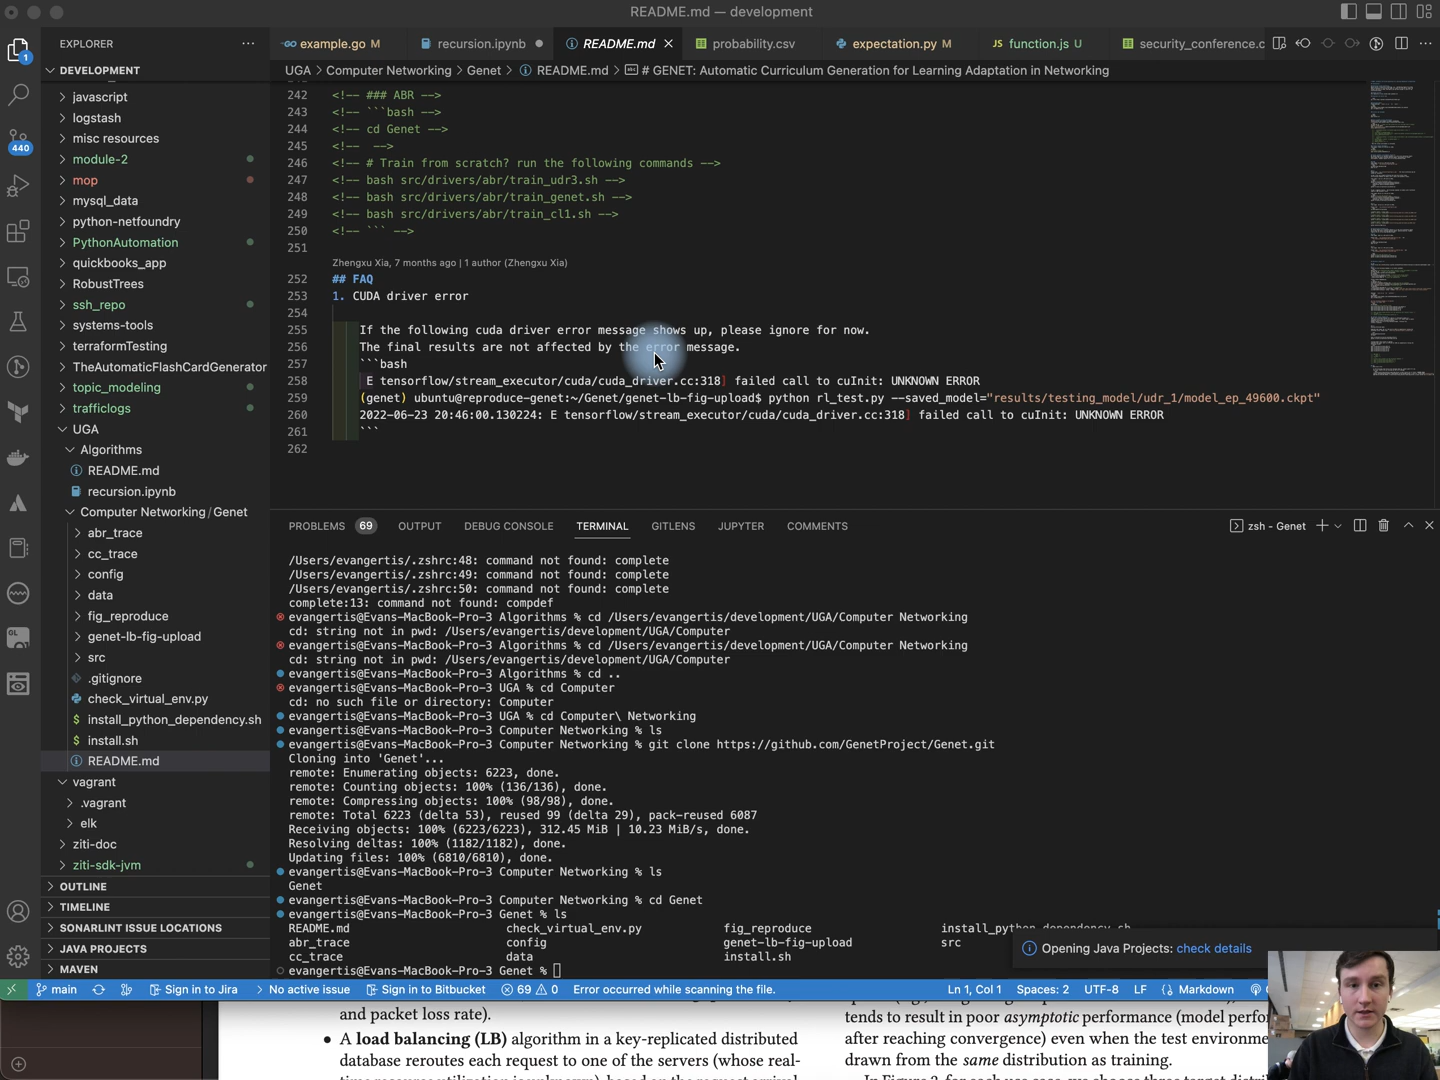 README.md — development
EXPLORER
example.go M
recursion.ipynb
README.md
probability.csv
expectation.py M
function.js U
security_conference.c
DEVELOPMENT
UGA > Computer Networking > Genet > README.md > # GENET: Automatic Curriculum Generation for Learning Adaptation in Networking
1
440
javascript
logstash
misc resources
module-2
mop
mysql_data
python-netfoundry
PythonAutomation
quickbooks_app
RobustTrees
ssh_repo
systems-tools
terraformTesting
TheAutomaticFlashCardGenerator
topic_modeling
trafficlogs
UGA
Algorithms
README.md
recursion.ipynb
Computer Networking/Genet
abr_trace
cc_trace
config
data
fig_reproduce
genet-lb-fig-upload
src
.gitignore
check_virtual_env.py
install_python_dependency.sh
install.sh
README.md
vagrant
.vagrant
elk
ziti-doc
ziti-sdk-jvm
OUTLINE
TIMELINE
SONARLINT ISSUE LOCATIONS
JAVA PROJECTS
MAVEN
242 <!-- ### ABR -->
243 <!-- ```bash -->
244 <!-- cd Genet -->
245 <!--  -->
246 <!-- # Train from scratch? run the following commands -->
247 <!-- bash src/drivers/abr/train_udr3.sh -->
248 <!-- bash src/drivers/abr/train_genet.sh -->
249 <!-- bash src/drivers/abr/train_cl1.sh -->
250 <!-- ``` -->
251
Zhengxu Xia, 7 months ago | 1 author (Zhengxu Xia)
252 ## FAQ
253 1. CUDA driver error
254
255 If the following cuda driver error message shows up, please ignore for now.
256 The final results are not affected by the error message.
257 ```bash
258 E tensorflow/stream_executor/cuda/cuda_driver.cc:318] failed call to cuInit: UNKNOWN ERROR
259 (genet) ubuntu@reproduce-genet:~/Genet/genet-lb-fig-upload$ python rl_test.py --saved_model="results/testing_model/udr_1/model_ep_49600.ckpt"
260 2022-06-23 20:46:00.130224: E tensorflow/stream_executor/cuda/cuda_driver.cc:318] failed call to cuInit: UNKNOWN ERROR
261 ```
262
PROBLEMS 69 OUTPUT DEBUG CONSOLE TERMINAL GITLENS JUPYTER COMMENTS
zsh - Genet
/Users/evangertis/.zshrc:48: command not found: complete
/Users/evangertis/.zshrc:49: command not found: complete
/Users/evangertis/.zshrc:50: command not found: complete
complete:13: command not found: compdef
evangertis@Evans-MacBook-Pro-3 Algorithms % cd /Users/evangertis/development/UGA/Computer Networking
cd: string not in pwd: /Users/evangertis/development/UGA/Computer
evangertis@Evans-MacBook-Pro-3 Algorithms % cd /Users/evangertis/development/UGA/Computer Networking
cd: string not in pwd: /Users/evangertis/development/UGA/Computer
evangertis@Evans-MacBook-Pro-3 Algorithms % cd ..
evangertis@Evans-MacBook-Pro-3 UGA % cd Computer
cd: no such file or directory: Computer
evangertis@Evans-MacBook-Pro-3 UGA % cd Computer\ Networking
evangertis@Evans-MacBook-Pro-3 Computer Networking % ls
evangertis@Evans-MacBook-Pro-3 Computer Networking % git clone https://github.com/GenetProject/Genet.git
Cloning into 'Genet'...
remote: Enumerating objects: 6223, done.
remote: Counting objects: 100% (136/136), done.
remote: Compressing objects: 100% (98/98), done.
remote: Total 6223 (delta 53), reused 99 (delta 29), pack-reused 6087
Receiving objects: 100% (6223/6223), 312.45 MiB | 10.23 MiB/s, done.
Resolving deltas: 100% (1182/1182), done.
Updating files: 100% (6810/6810), done.
evangertis@Evans-MacBook-Pro-3 Computer Networking % ls
Genet
evangertis@Evans-MacBook-Pro-3 Computer Networking % cd Genet
evangertis@Evans-MacBook-Pro-3 Genet % ls
README.md check_virtual_env.py fig_reproduce install_python_dependency.sh
abr_trace config genet-lb-fig-upload src
cc_trace data install.sh
evangertis@Evans-MacBook-Pro-3 Genet %
Opening Java Projects: check details
main Sign in to Jira No active issue Sign in to Bitbucket 69 0 Error occurred while scanning the file. Ln 1, Col 1 Spaces: 2 UTF-8 LF Markdown
and packet loss rate).
• A load balancing (LB) algorithm in a key-replicated distributed
database reroutes each request to one of the servers (whose real-
tends to result in poor asymptotic performance (model perfor
after reaching convergence) even when the test environme
drawn from the same distribution as training.